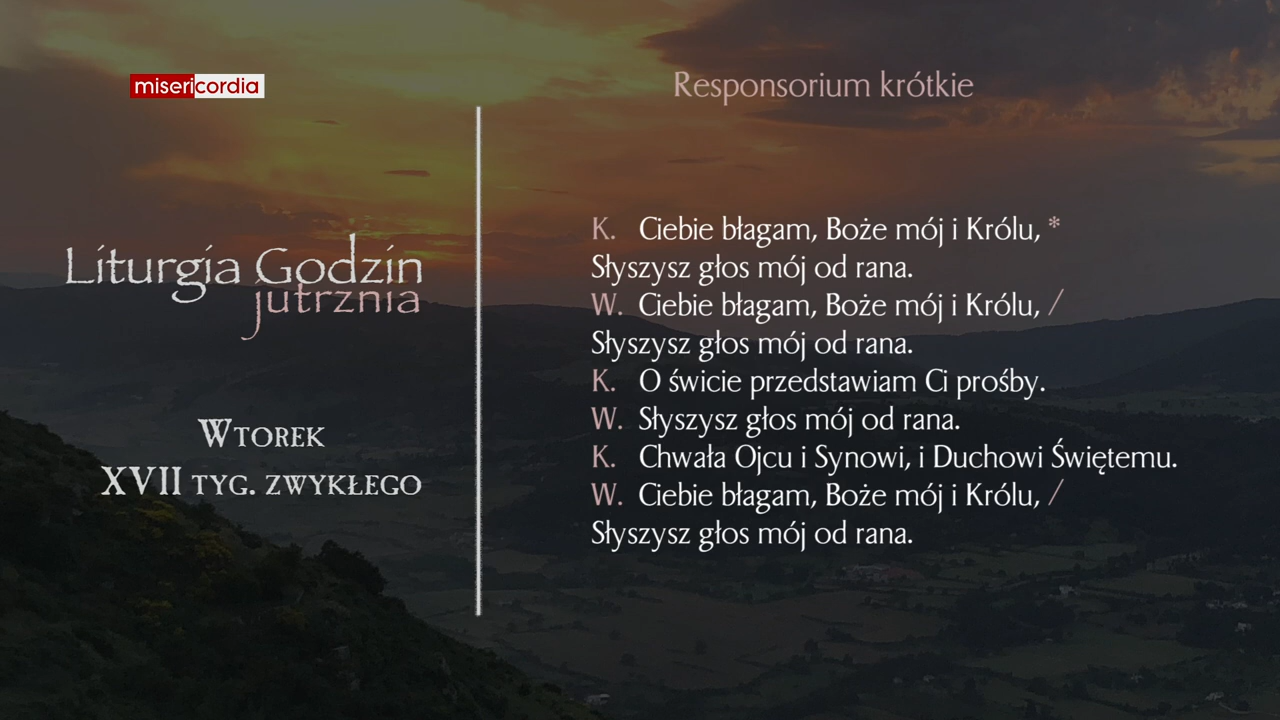 misericordia
Liturgia Godzin
jutrznia
Wtorek
XVII tyg. zwykłego
Responsorium krótkie
K. Ciebie błagam, Boże mój i Królu, *
Słyszysz głos mój od rana.
W. Ciebie błagam, Boże mój i Królu, /
Słyszysz głos mój od rana.
K. O świcie przedstawiam Ci prośby.
W. Słyszysz głos mój od rana.
K. Chwała Ojcu i Synowi, i Duchowi Świętemu.
W. Ciebie błagam, Boże mój i Królu, /
Słyszysz głos mój od rana.